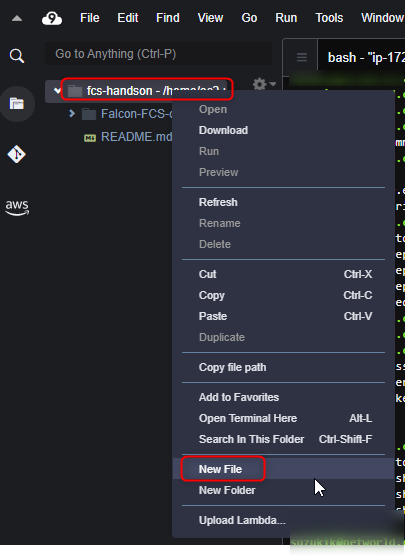 9 File Edit Find View Go Run Tools Window
Go to Anything (Ctrl-P)
bash - "ip-172
fcs-handson - /home/ec2-
Falcon-FCS-
README.md
aws
Open
Download
Run
Preview
Refresh
Rename
Delete
Cut Ctrl-X
Copy Ctrl-C
Paste Ctrl-V
Duplicate
Copy file path
Add to Favorites
Open Terminal Here Alt-L
Search In This Folder Ctrl-Shift-F
New File
New Folder
Upload Lambda...